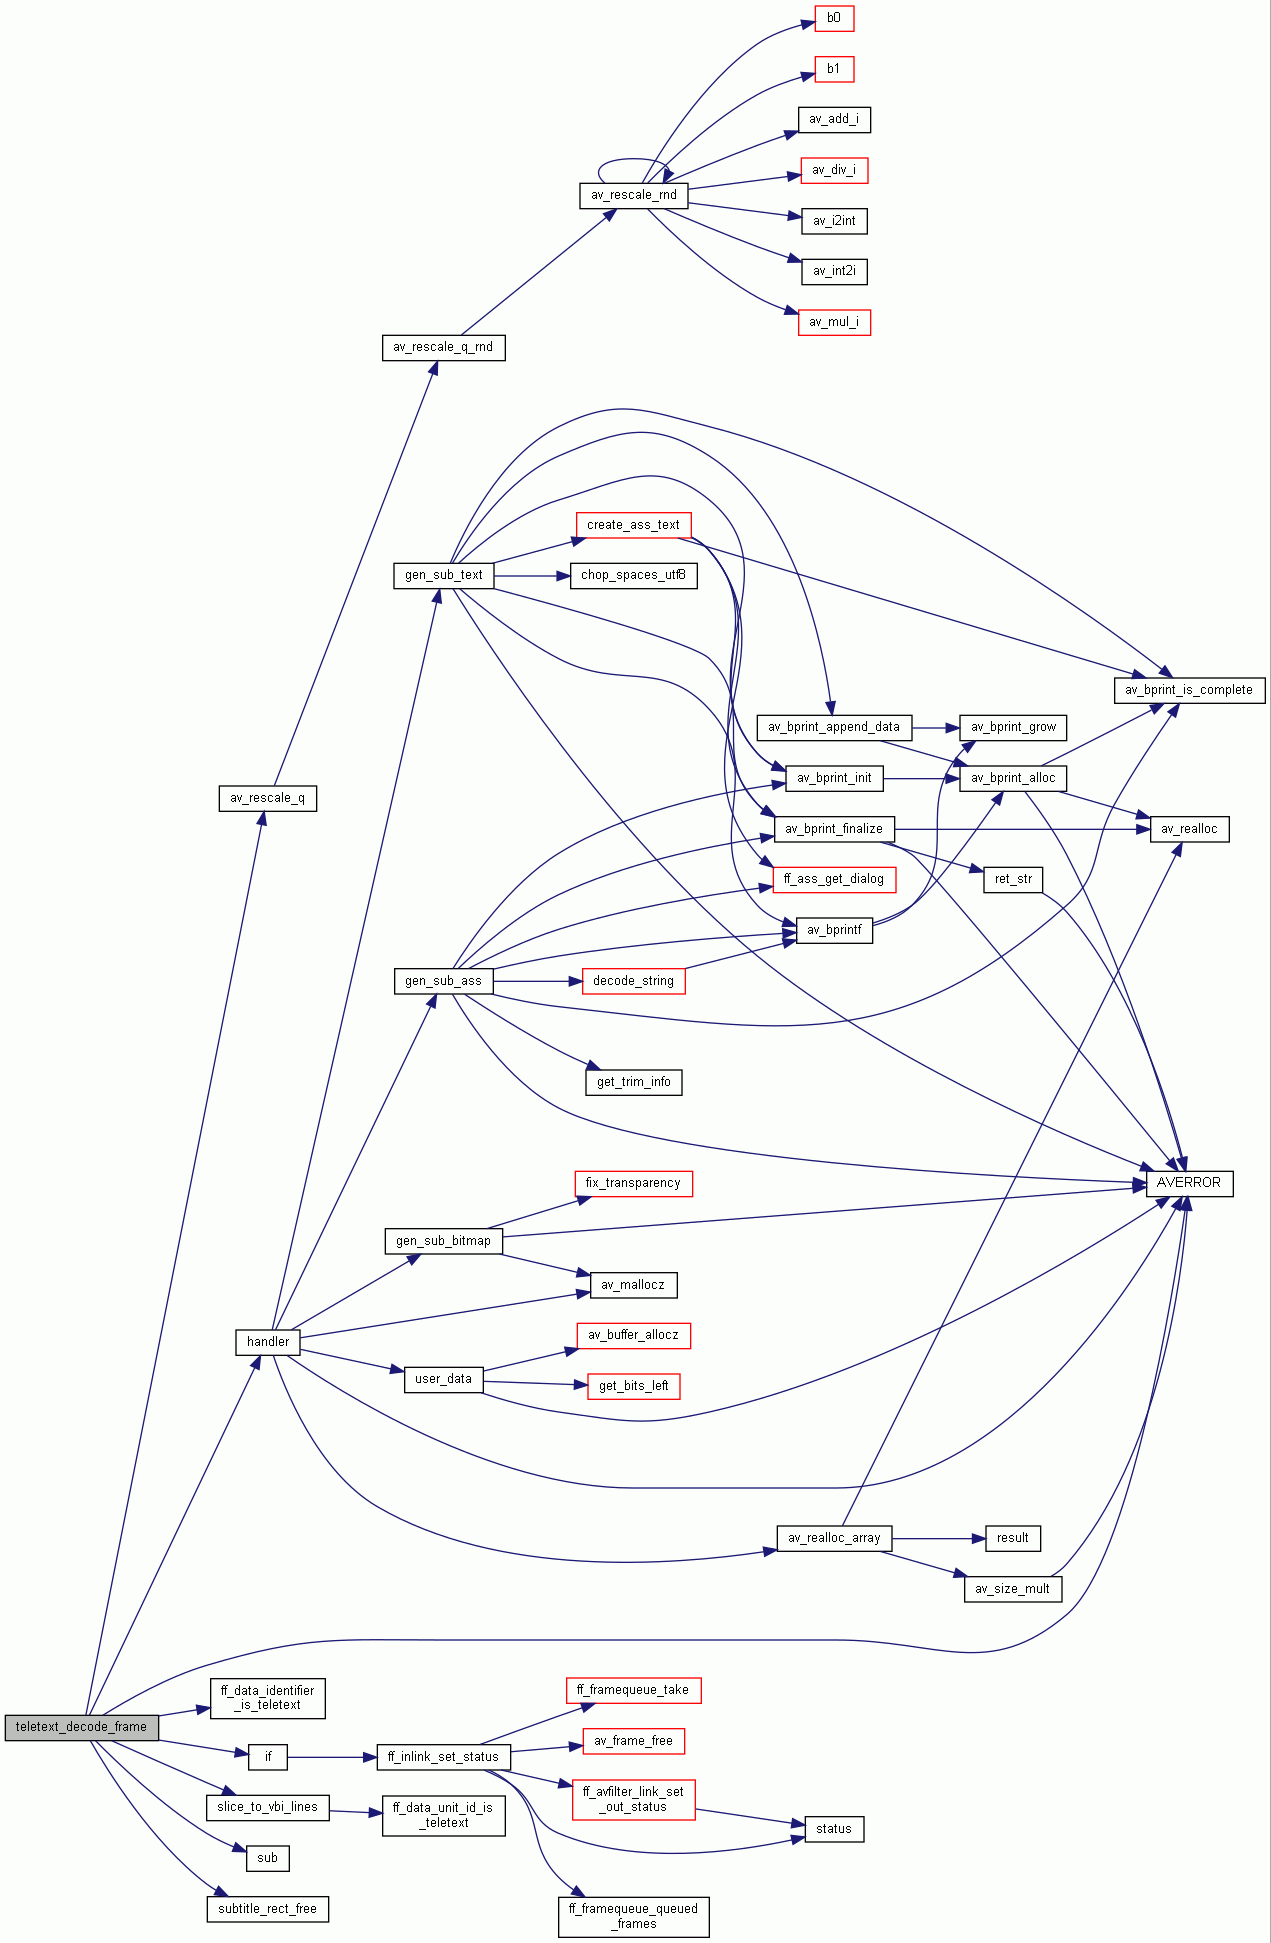 b0
b1
av_add_i
av_div_i
av_rescale_rnd
av_i2int
av_int2i
av_mul_i
av_rescale_q_rnd
create_ass_text
gen_sub_text
chop_spaces_utf8
av_bprint_is_complete
av_bprint_append_data
av_bprint_grow
av_bprint_init
av_bprint_alloc
av_rescale_q
av_bprint_finalize
av_realloc
ff_ass_get_dialog
ret_str
av_bprintf
gen_sub_ass
decode_string
get_trim_info
fix_transparency
AVERROR
gen_sub_bitmap
av_mallocz
handler
av_buffer_allocz
user_data
get_bits_left
av_realloc_array
result
av_size_mult
ff_data_identifier
_is_teletext
ff_framequeue_take
teletext_decode_frame
if
ff_inlink_set_status
av_frame_free
slice_to_vbi_lines
ff_data_unit_id_is
_teletext
ff_avfilter_link_set
_out_status
status
sub
subtitle_rect_free
ff_framequeue_queued
_frames